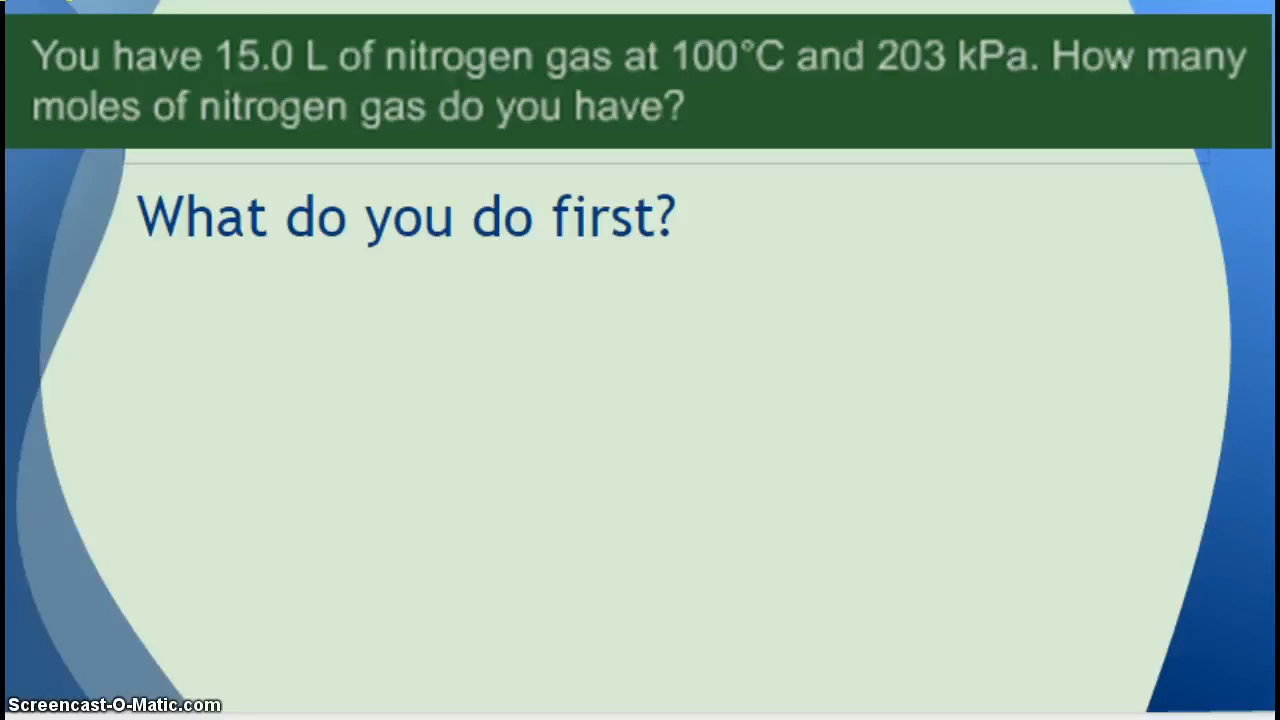 You have 15.0 L of nitrogen gas at 100°C and 203 kPa. How many
moles of nitrogen gas do you have?
What do you do first?
Screencast-O-Matic.com